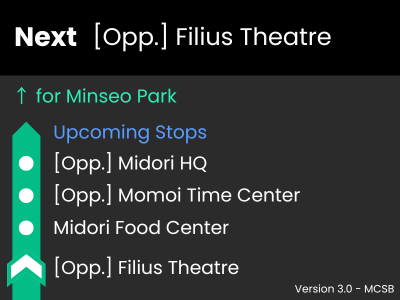 Next [Opp.] Filius Theatre
↑ for Minseo Park
Upcoming Stops
[Opp.] Midori HQ
[Opp.] Momoi Time Center
Midori Food Center
[Opp.] Filius Theatre
Version 3.0 - MCSB